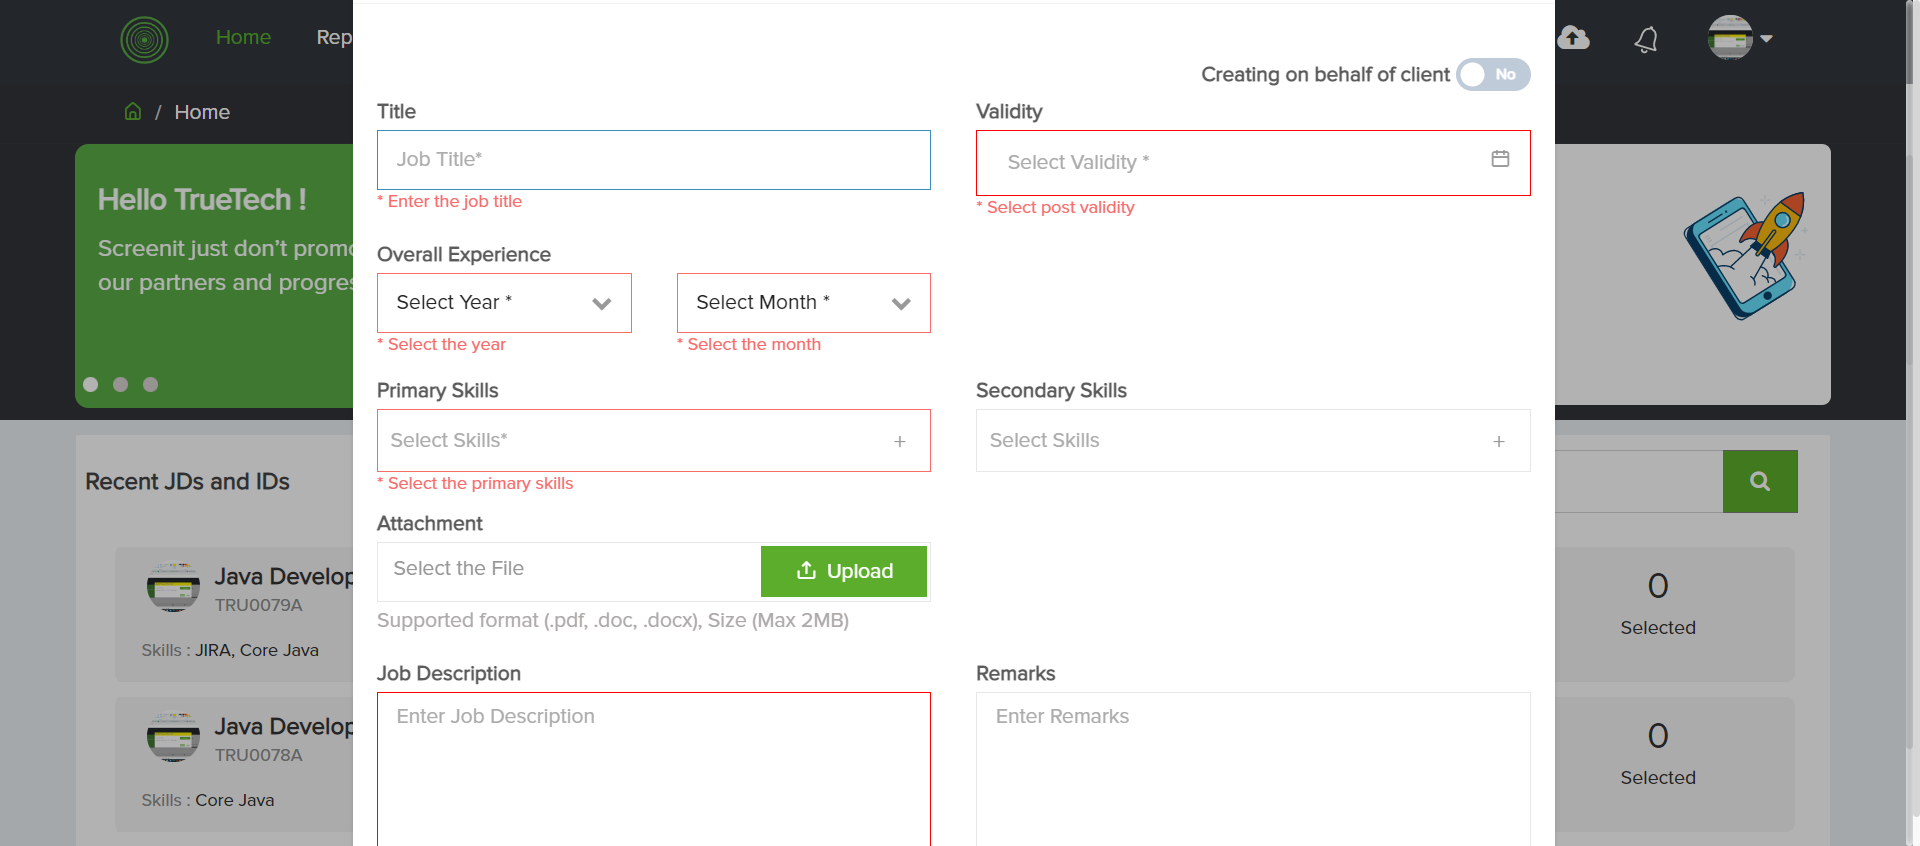 Home
Rep
/ Home
Hello TrueTech !
Screenit just don't promo
our partners and progres
Recent JDs and IDs
Java Develop
TRU0079A
Skills : JIRA, Core Java
Java Develop
TRU0078A
Skills : Core Java
Creating on behalf of client No
Title
Job Title*
* Enter the job title
Validity
Select Validity *
* Select post validity
Overall Experience
Select Year *
* Select the year
Select Month *
* Select the month
Primary Skills
Select Skills* +
* Select the primary skills
Secondary Skills
Select Skills +
Attachment
Select the File
Upload
Supported format (.pdf, .doc, .docx), Size (Max 2MB)
Job Description
Enter Job Description
Remarks
Enter Remarks
0
Selected
0
Selected